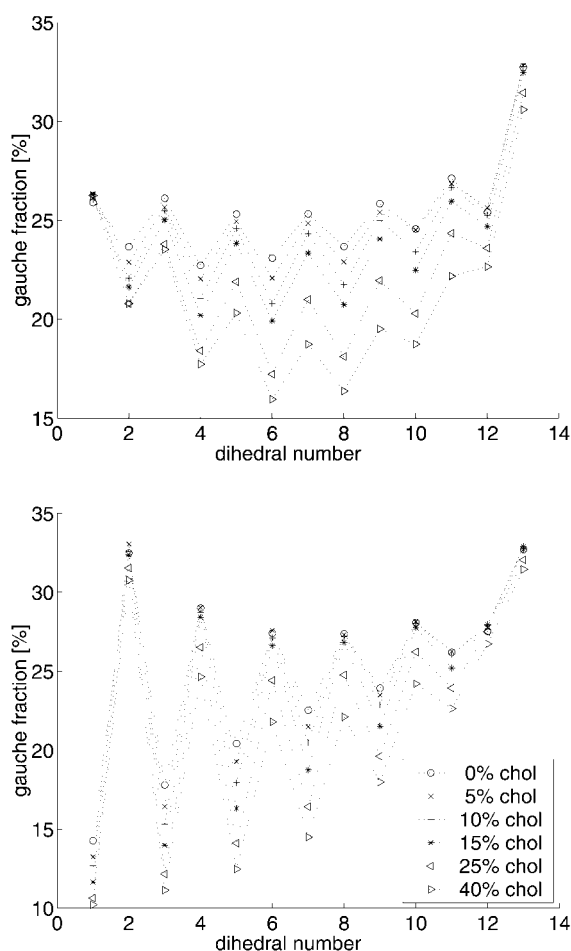 35
30
25
20
15
gauche fraction [%]
0 2 4 6 8 10 12 14
dihedral number
35
30
25
20
15
10
gauche fraction [%]
0% chol
5% chol
10% chol
15% chol
25% chol
40% chol
0 2 4 6 8 10 12 14
dihedral number